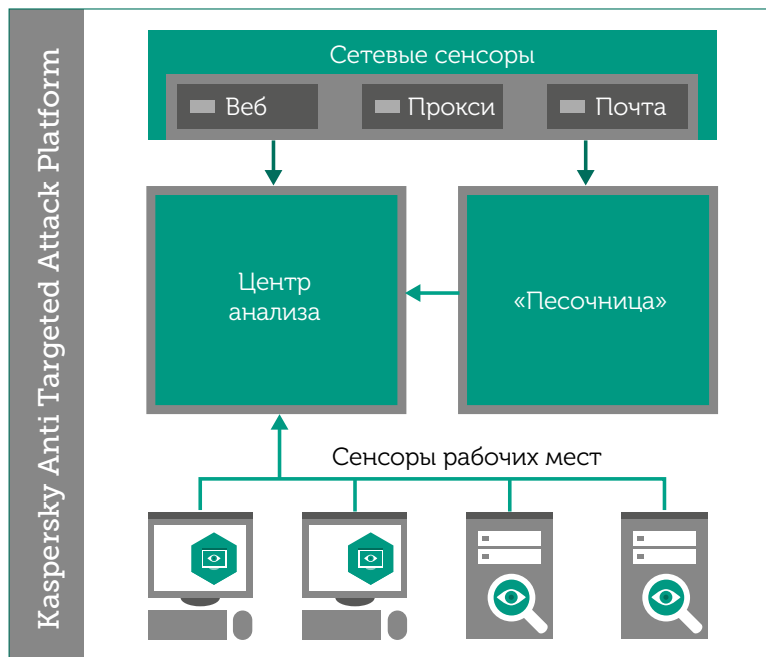 Kaspersky Anti Targeted Attack Platform
Сетевые сенсоры
Веб
Прокси
Почта
Центр
анализа
«Песочница»
Сенсоры рабочих мест